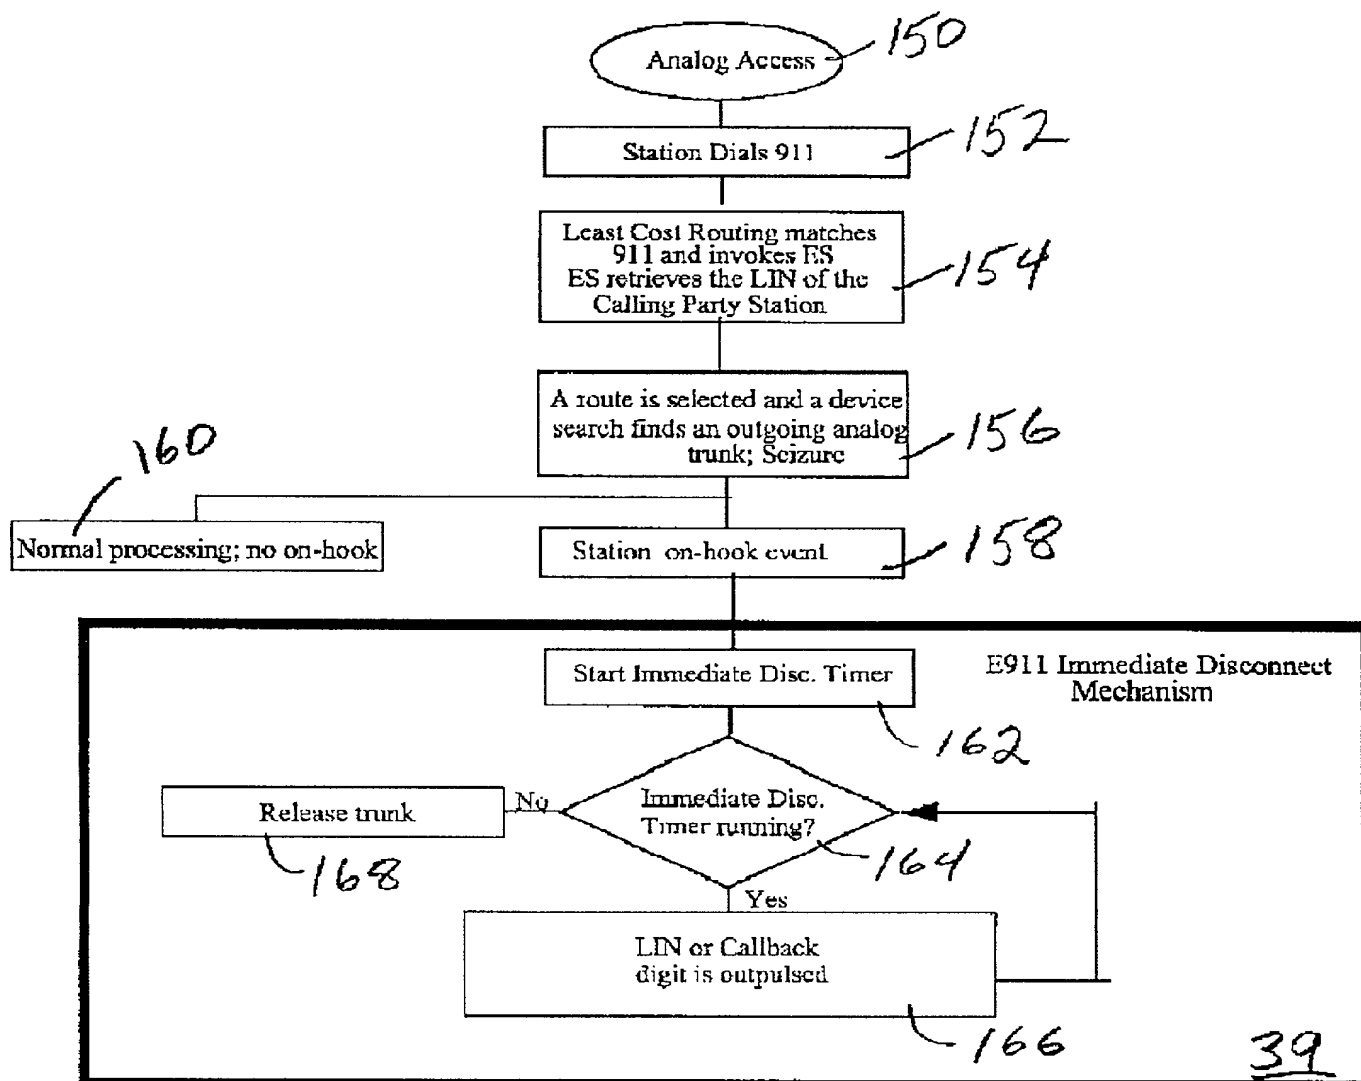 Analog Access
150
Station Dials 911
152
Least Cost Routing matches
911 and invokes ES
ES retrieves the LIN of the
Calling Party Station
154
A route is selected and a device
search finds an outgoing analog
trunk; Seizure
156
160
Normal processing; no on-hook
Station on-hook event
158
Start Immediate Disc. Timer
E911 Immediate Disconnect
Mechanism
162
Release trunk
No
Immediate Disc.
Timer running?
164
168
Yes
LIN or Callback
digit is outpulsed
166
39